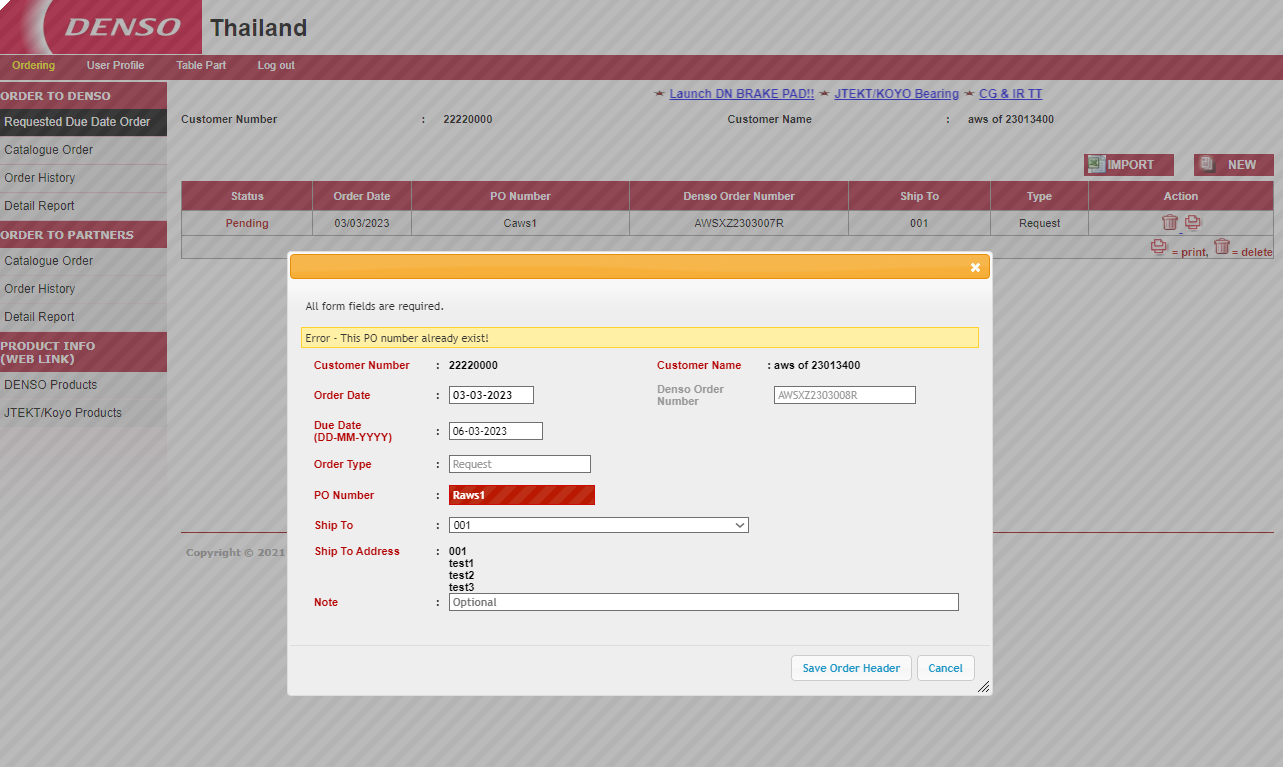 DENSO Thailand
Ordering User Profile Table Part Log out
ORDER TO DENSO
Requested Due Date Order
Catalogue Order
Order History
Detail Report
ORDER TO PARTNERS
Catalogue Order
Order History
Detail Report
PRODUCT INFO
(WEB LINK)
DENSO Products
JTEKT/Koyo Products
Launch DN BRAKE PAD!! JTEKT/KOYO Bearing CG & IR TT
Customer Number : 22220000 Customer Name : aws of 23013400
IMPORT NEW
Status Order Date PO Number Denso Order Number Ship To Type Action
Pending 03/03/2023 Caws1 AWSXZ2303007R 001 Request
= print, = delete
All form fields are required.
Error - This PO number already exist!
Customer Number : 22220000 Customer Name : aws of 23013400
Order Date : 03-03-2023 Denso Order
Number AWSXZ2303008R
Due Date
(DD-MM-YYYY) : 06-03-2023
Order Type : Request
PO Number : Raws1
Ship To : 001
Ship To Address : 001
test1
test2
test3
Note : Optional
Save Order Header Cancel
Copyright © 2021